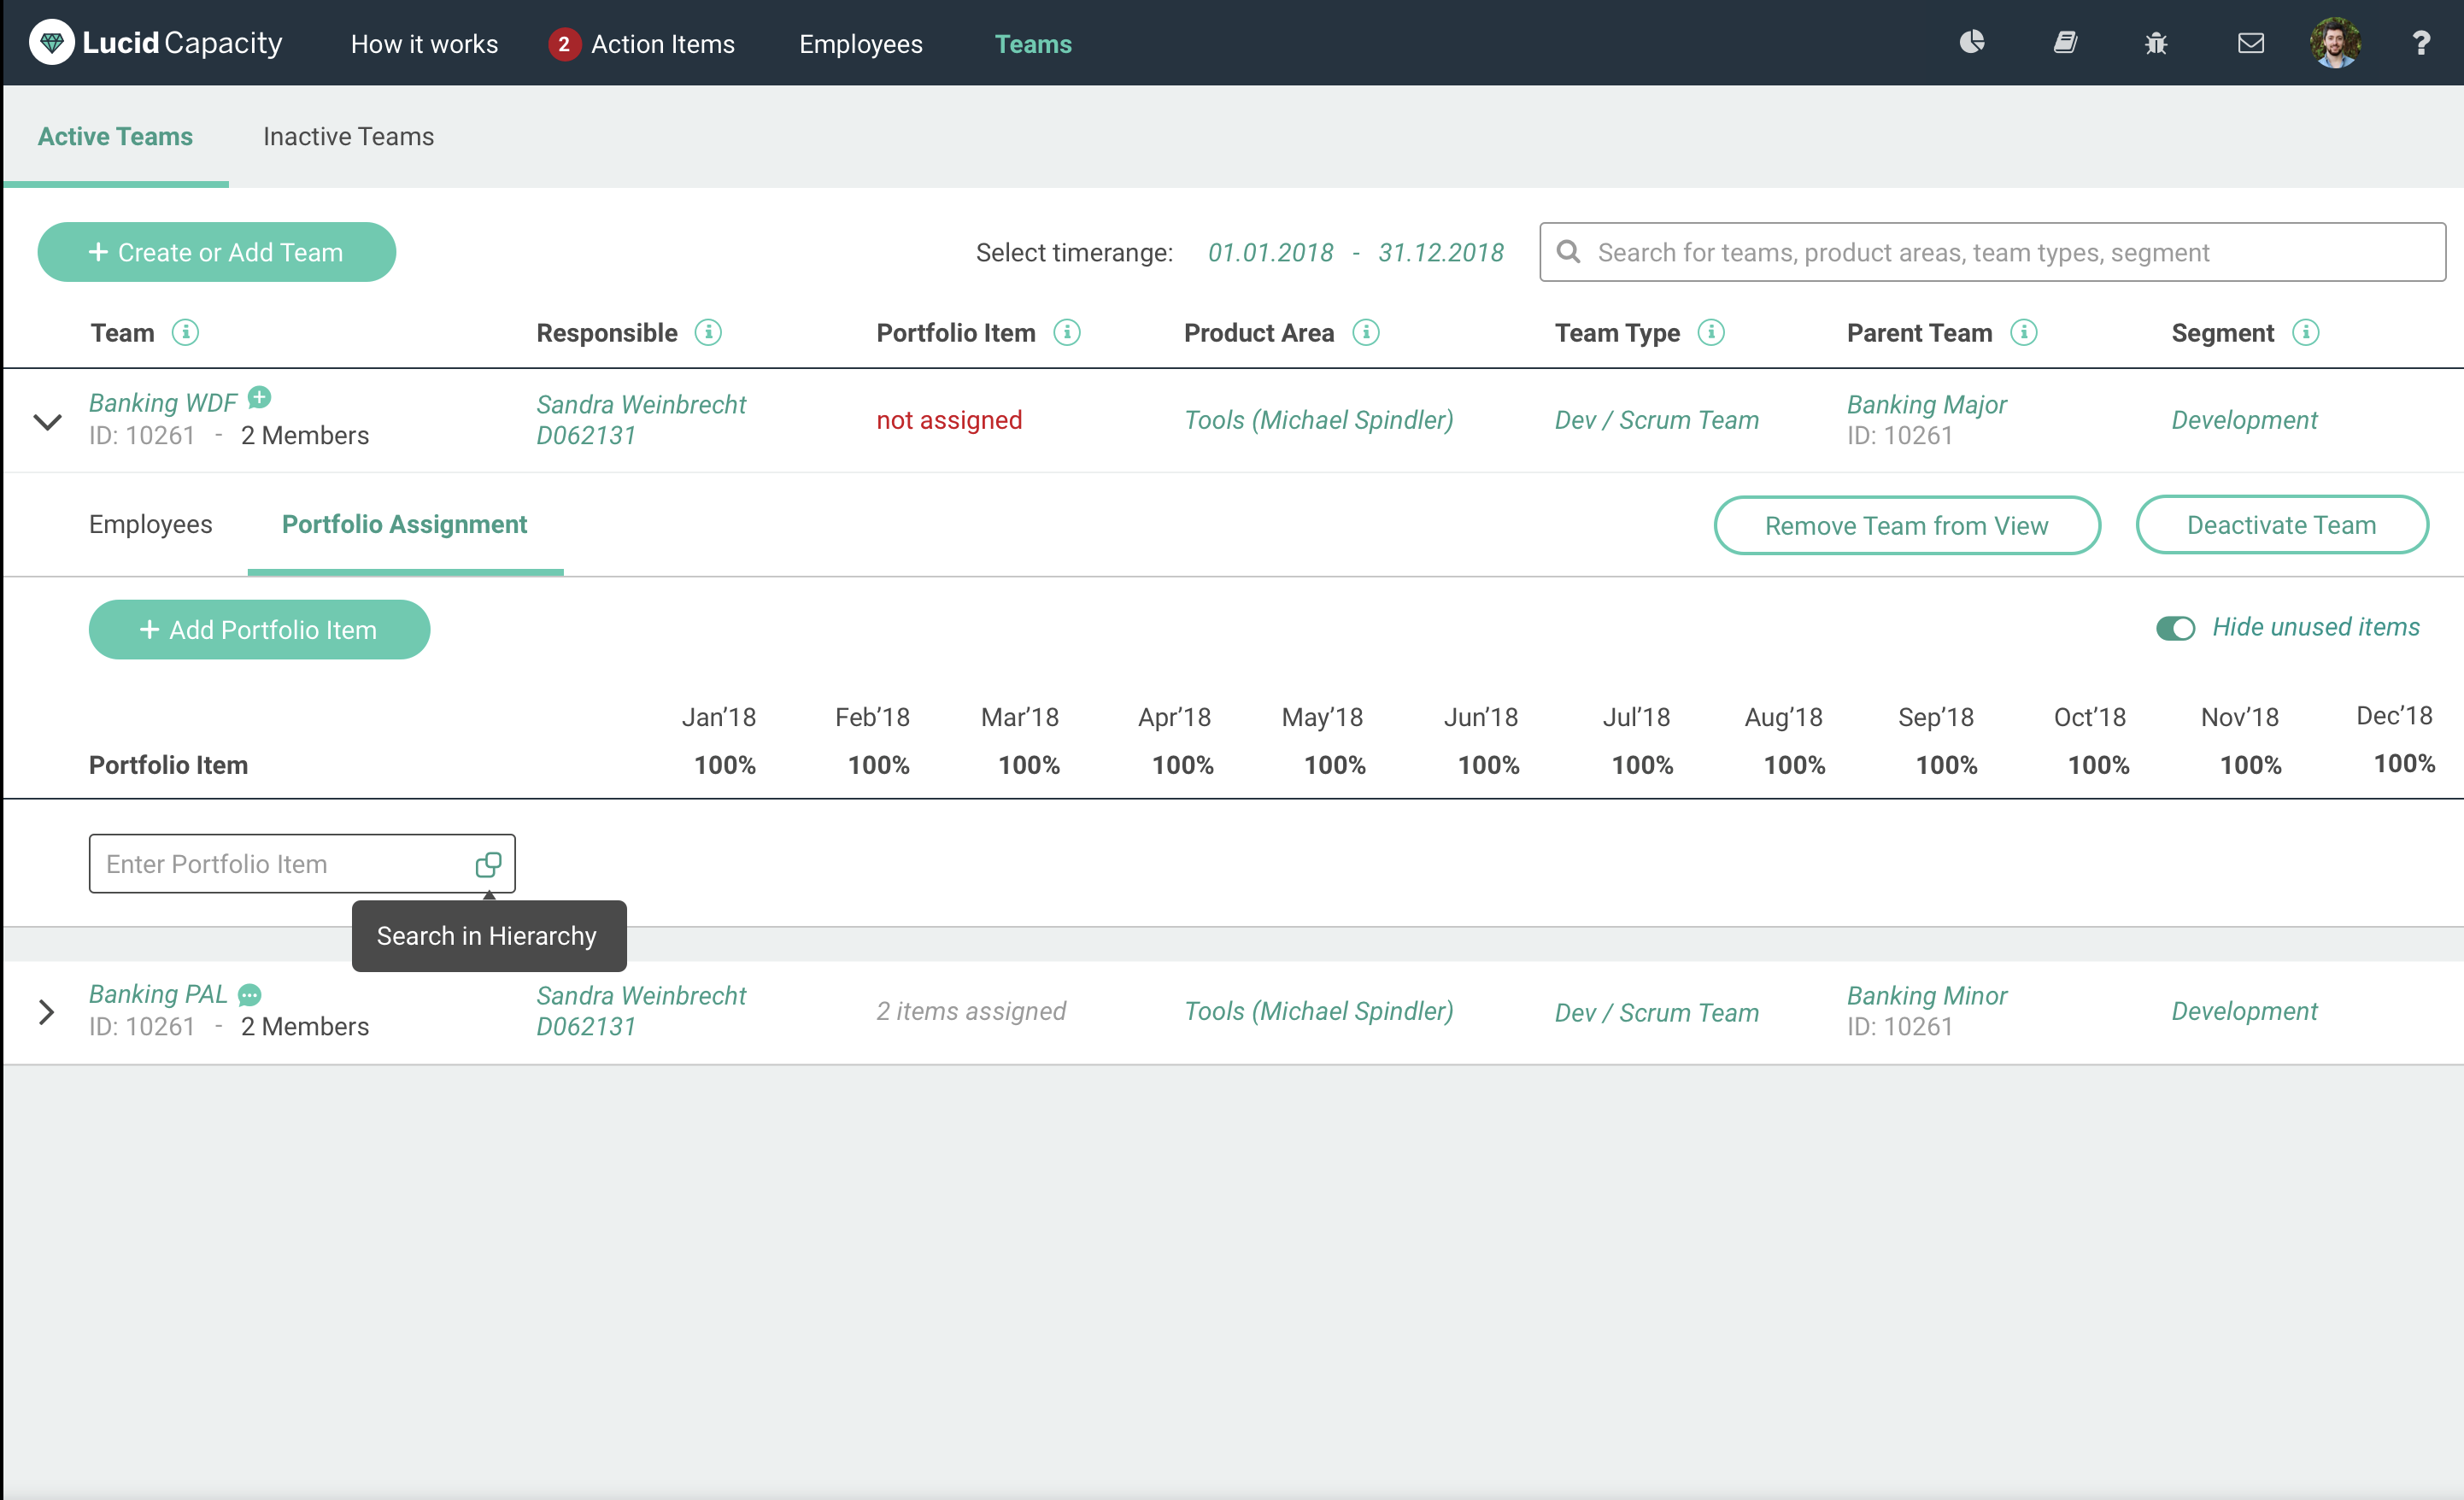 LucidCapacity How it works 2 Action Items Employees Teams ?
Active Teams Inactive Teams
+ Create or Add Team Select timerange: 01.01.2018 - 31.12.2018 Search for teams, product areas, team types, segment
Team i Responsible i Portfolio Item i Product Area i Team Type i Parent Team i Segment i
Banking WDF Sandra Weinbrecht not assigned Tools (Michael Spindler) Dev / Scrum Team Banking Major Development
ID: 10261 - 2 Members D062131 ID: 10261
Employees Portfolio Assignment Remove Team from View Deactivate Team
+ Add Portfolio Item Hide unused items
Jan’18 Feb’18 Mar’18 Apr’18 May’18 Jun’18 Jul’18 Aug’18 Sep’18 Oct’18 Nov’18 Dec’18
Portfolio Item 100% 100% 100% 100% 100% 100% 100% 100% 100% 100% 100% 100%
Enter Portfolio Item
Search in Hierarchy
Banking PAL Sandra Weinbrecht 2 items assigned Tools (Michael Spindler) Dev / Scrum Team Banking Minor Development
ID: 10261 - 2 Members D062131 ID: 10261